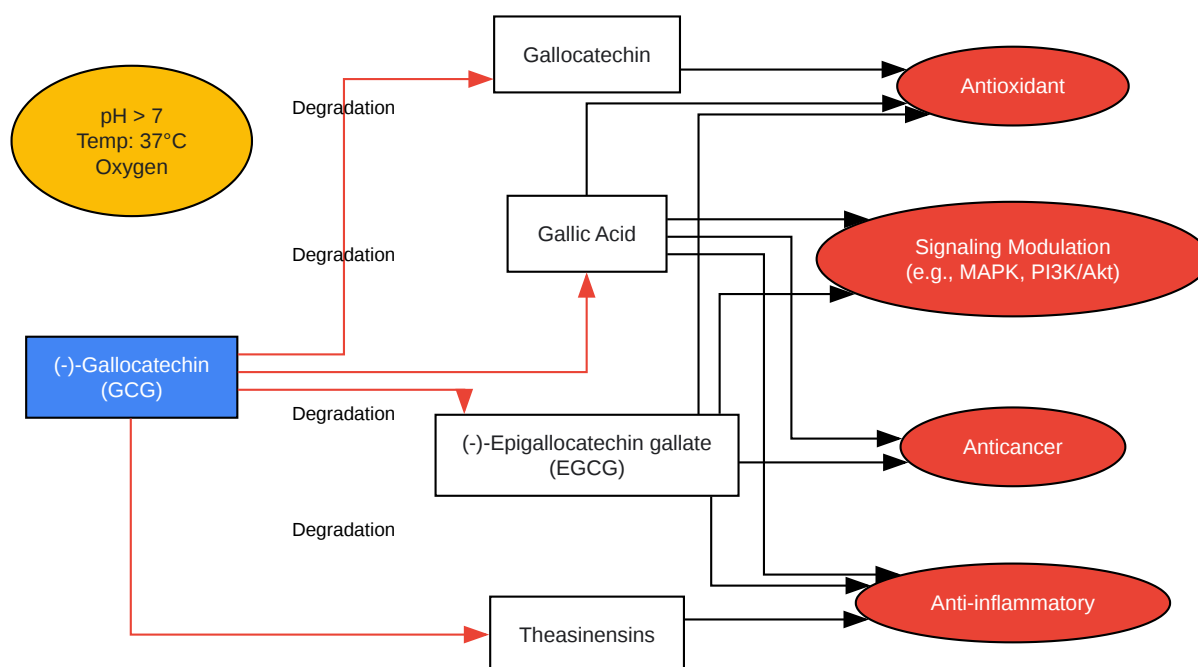 pH > 7
Temp: 37°C
Oxygen
Gallocatechin
Antioxidant
Degradation
Gallic Acid
Degradation
Signaling Modulation
(e.g., MAPK, PI3K/Akt)
(-)-Gallocatechin
(GCG)
Degradation
(-)-Epigallocatechin gallate
(EGCG)
Anticancer
Degradation
Theasinensins
Anti-inflammatory